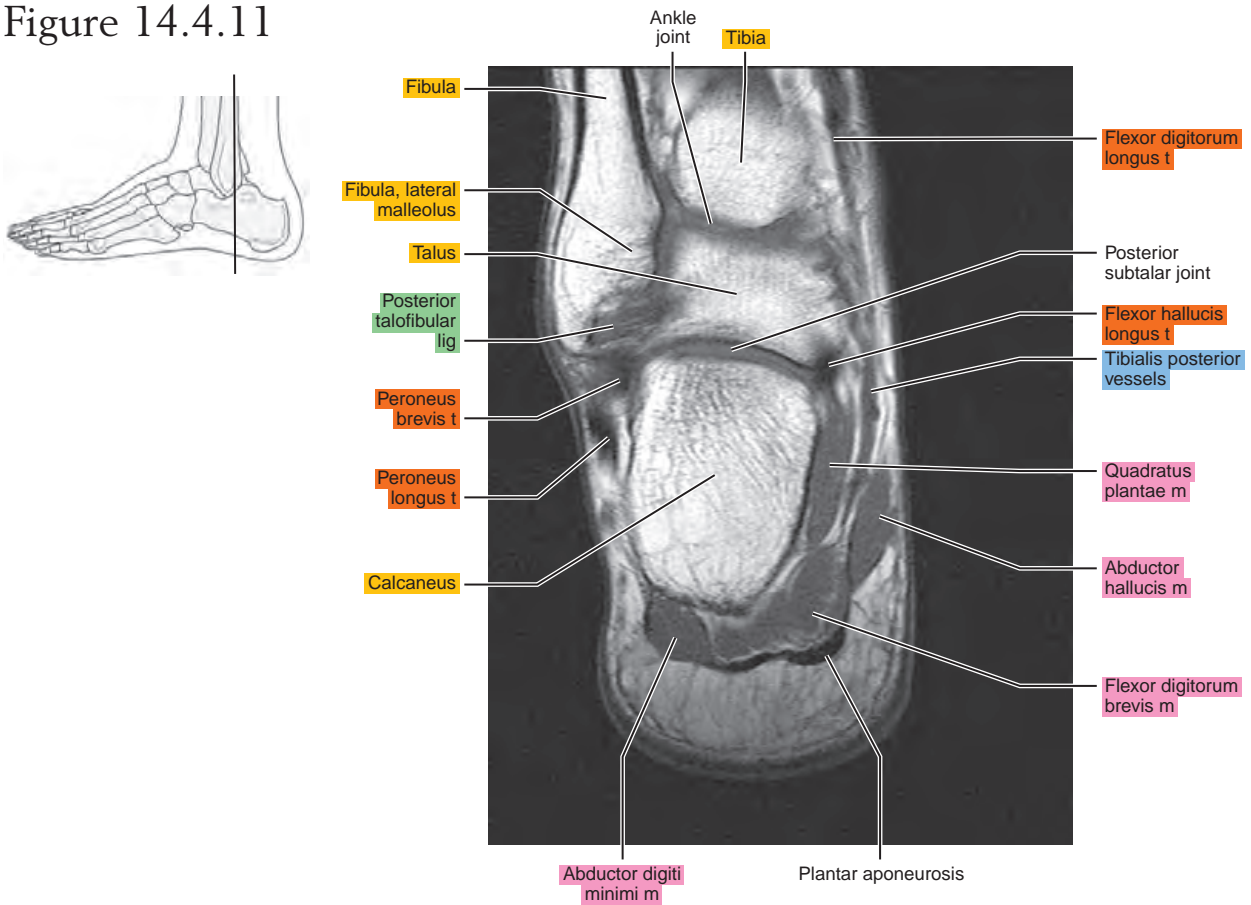 Figure 14.4.11
Ankle
joint
Tibia
Fibula
Fibula, lateral
malleolus
Talus
Posterior
talofibular
lig
Peroneus
brevis t
Peroneus
longus t
Calcaneus
Flexor digitorum
longus t
Posterior
subtalar joint
Flexor hallucis
longus t
Tibialis posterior
vessels
Quadratus
plantae m
Abductor
hallucis m
Flexor digitorum
brevis m
Abductor digiti
minimi m
Plantar aponeurosis